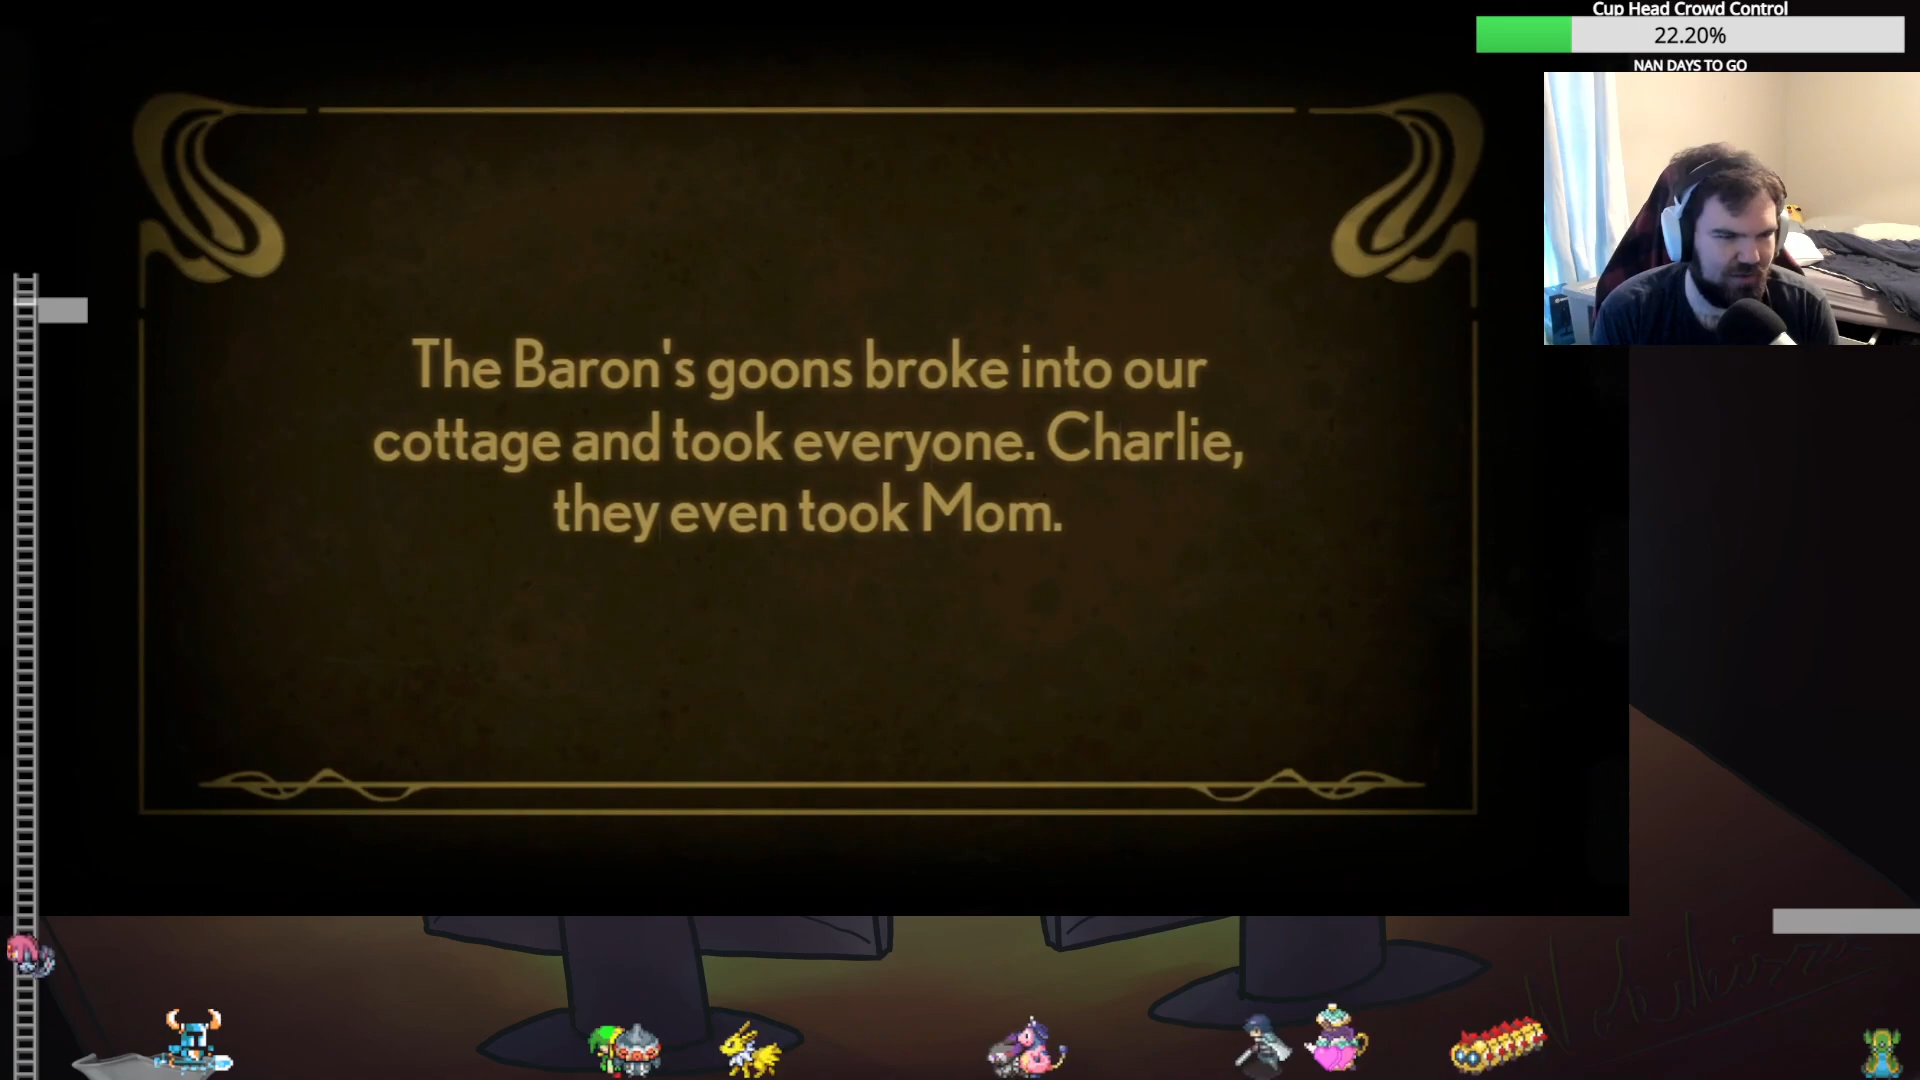 Cup Head Crowd Control
22.20%
NAN DAYS TO GO
The Baron's goons broke into our
cottage and took everyone. Charlie,
they even took Mom.